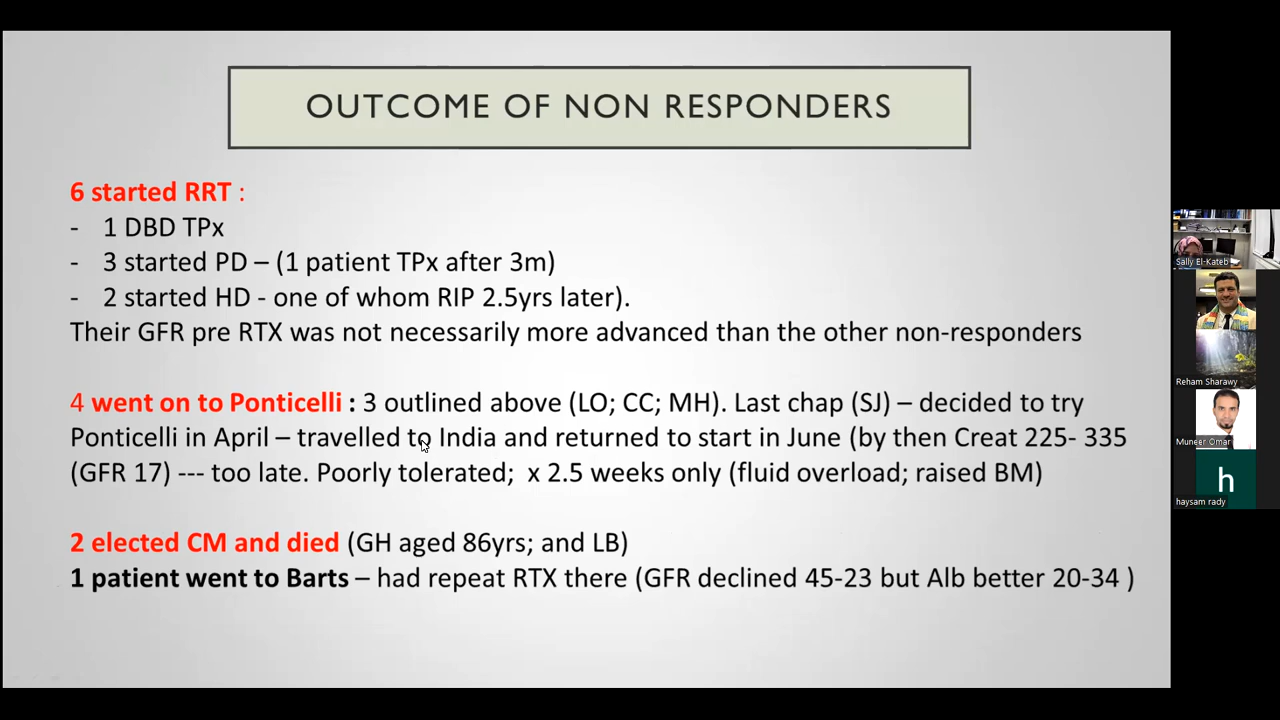 OUTCOME OF NON RESPONDERS
6 started RRT :
- 1 DBD TPx
- 3 started PD – (1 patient TPx after 3m)
- 2 started HD - one of whom RIP 2.5yrs later).
Their GFR pre RTX was not necessarily more advanced than the other non-responders
4 went on to Ponticelli : 3 outlined above (LO; CC; MH). Last chap (SJ) – decided to try
Ponticelli in April – travelled to India and returned to start in June (by then Creat 225- 335
(GFR 17) --- too late. Poorly tolerated; x 2.5 weeks only (fluid overload; raised BM)
2 elected CM and died (GH aged 86yrs; and LB)
1 patient went to Barts – had repeat RTX there (GFR declined 45-23 but Alb better 20-34 )
Sally El-Kateb
Reham Sharawy
Muneer Omar
h
haysam rady